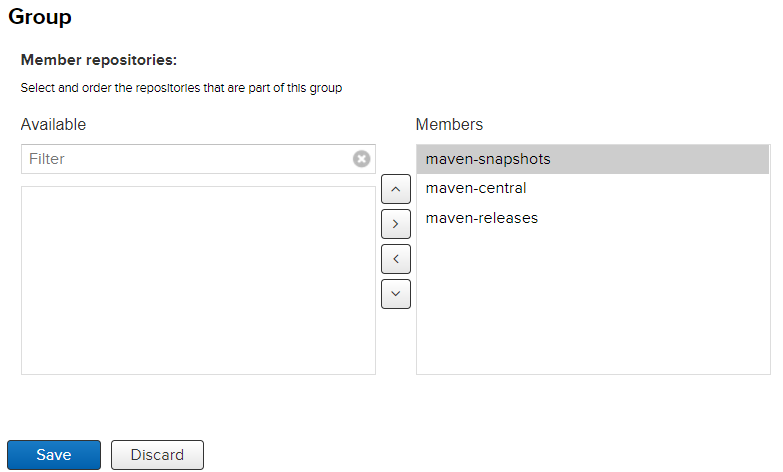 Group
Member repositories:
Select and order the repositories that are part of this group
Available
Members
Filter
maven-snapshots
maven-central
maven-releases
Save
Discard